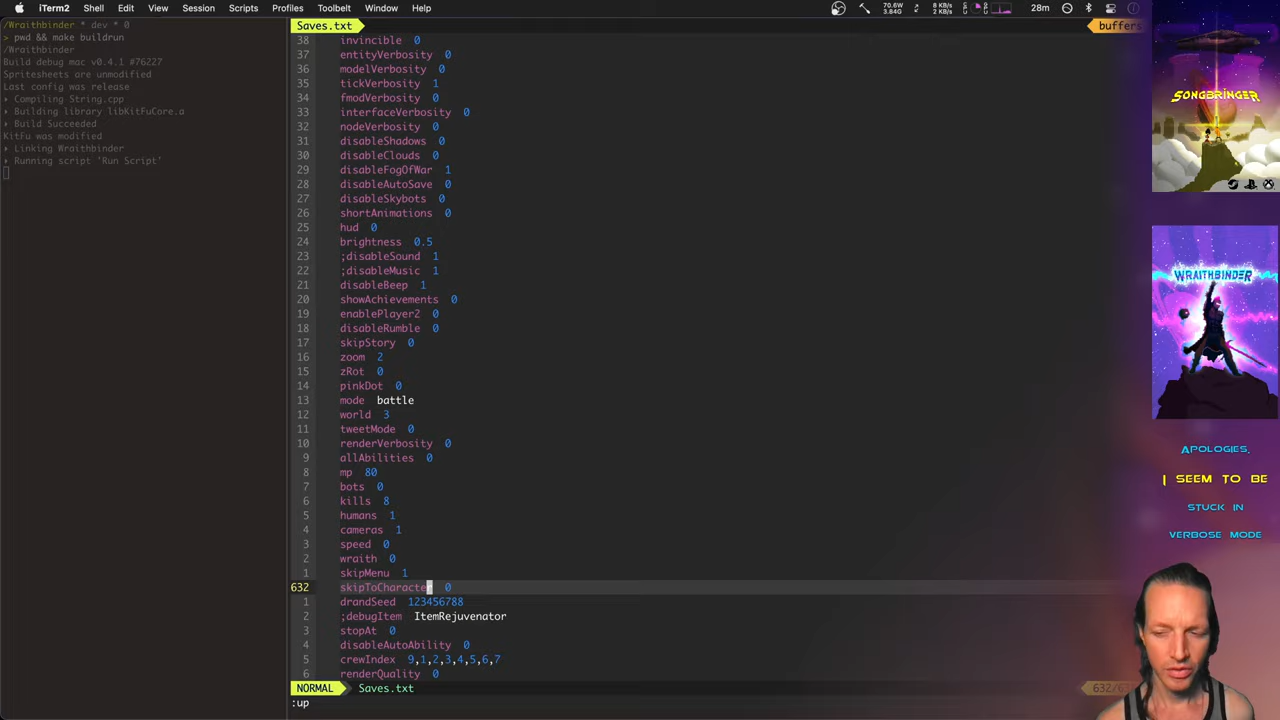 iTerm2 Shell Edit View Session Scripts Profiles Toolbelt Window Help
70.6W 3.840 8 KB/s 4 KB/s 28m
/Wraithbinder * dev * 0
> pwd && make buildrun
/Wraithbinder
Build debug mac v0.4.1 #76227
Spritesheets are unmodified
Last config was release
▸ Compiling String.cpp
▸ Building library libKitFuCore.a
▸ Build Succeeded
KitFu was modified
▸ Linking Wraithbinder
▸ Running script 'Run Script'
Saves.txt
buffers
38 invincible 0
37 entityVerbosity 0
36 modelVerbosity 0
35 tickVerbosity 1
34 fmodVerbosity 0
33 interfaceVerbosity 0
32 nodeVerbosity 0
31 disableShadows 0
30 disableClouds 0
29 disableFogOfWar 1
28 disableAutoSave 0
27 disableSkybots 0
26 shortAnimations 0
25 hud 0
24 brightness 0.5
23 ;disableSound 1
22 ;disableMusic 1
21 disableBeep 1
20 showAchievements 0
19 enablePlayer2 0
18 disableRumble 0
17 skipStory 0
16 zoom 2
15 zRot 0
14 pinkDot 0
13 mode battle
12 world 3
11 tweetMode 0
10 renderVerbosity 0
9 allAbilities 0
8 mp 80
7 bots 0
6 kills 8
5 humans 1
4 cameras 1
3 speed 0
2 wraith 0
1 skipMenu 1
632 skipToCharacter 0
1 drandSeed 123456788
2 ;debugItem ItemRejuvenator
3 stopAt 0
4 disableAutoAbility 0
5 crewIndex 9,1,2,3,4,5,6,7
6 renderQuality 0
NORMAL Saves.txt
:up
SONGBRINGER
WRAITHBINDER
APOLOGIES,
I SEEM TO BE
STUCK IN
VERBOSE MODE